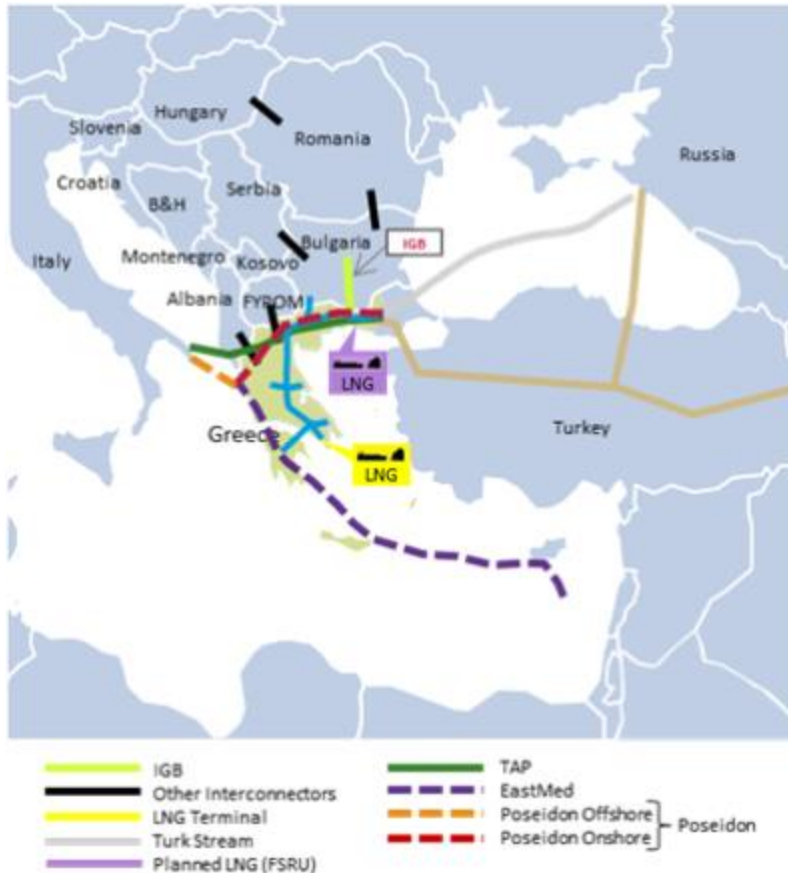 Hungary
Slovenia
Romania
Russia
Croatia
Serbia
B&H
Bulgaria
IGB
Italy
Montenegro
Kosovo
Albania
FYROM
LNG
Greece
Turkey
LNG
IGB
Other Interconnectors
LNG Terminal
Turk Stream
Planned LNG (FSRU)
TAP
EastMed
Poseidon Offshore
Poseidon Onshore
Poseidon